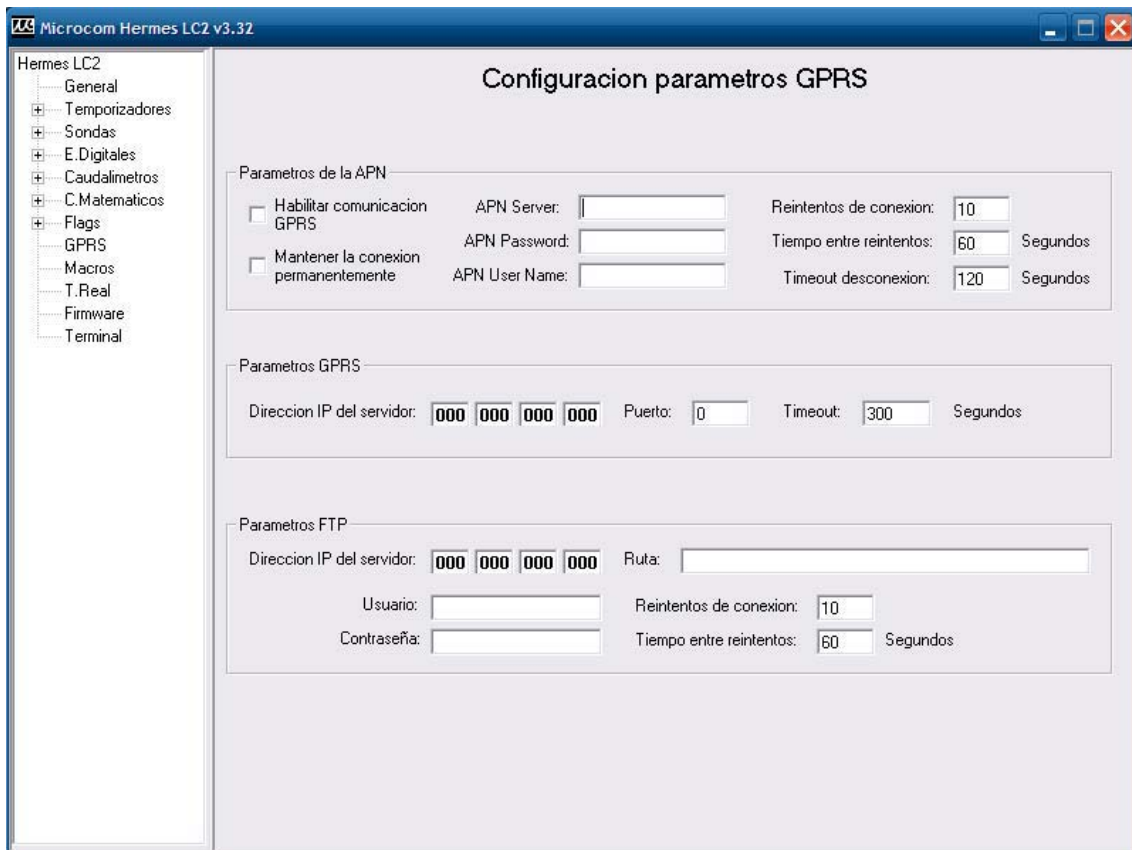 Microcom Hermes LC2 v3.32
Hermes LC2
General
Temporizadores
Sondas
E.Digitales
Caudalimetros
C.Matematicos
Flags
GPRS
Macros
T.Real
Firmware
Terminal
Configuracion parametros GPRS
Parametros de la APN
Habilitar comunicacion
GPRS
Mantener la conexion
permanentemente
APN Server:
APN Password:
APN User Name:
Reintentos de conexion: 10
Tiempo entre reintentos: 60 Segundos
Timeout desconexion: 120 Segundos
Parametros GPRS
Direccion IP del servidor: 000 000 000 000 Puerto: 0 Timeout: 300 Segundos
Parametros FTP
Direccion IP del servidor: 000 000 000 000 Ruta:
Usuario: Reintentos de conexion: 10
Contraseña: Tiempo entre reintentos: 60 Segundos